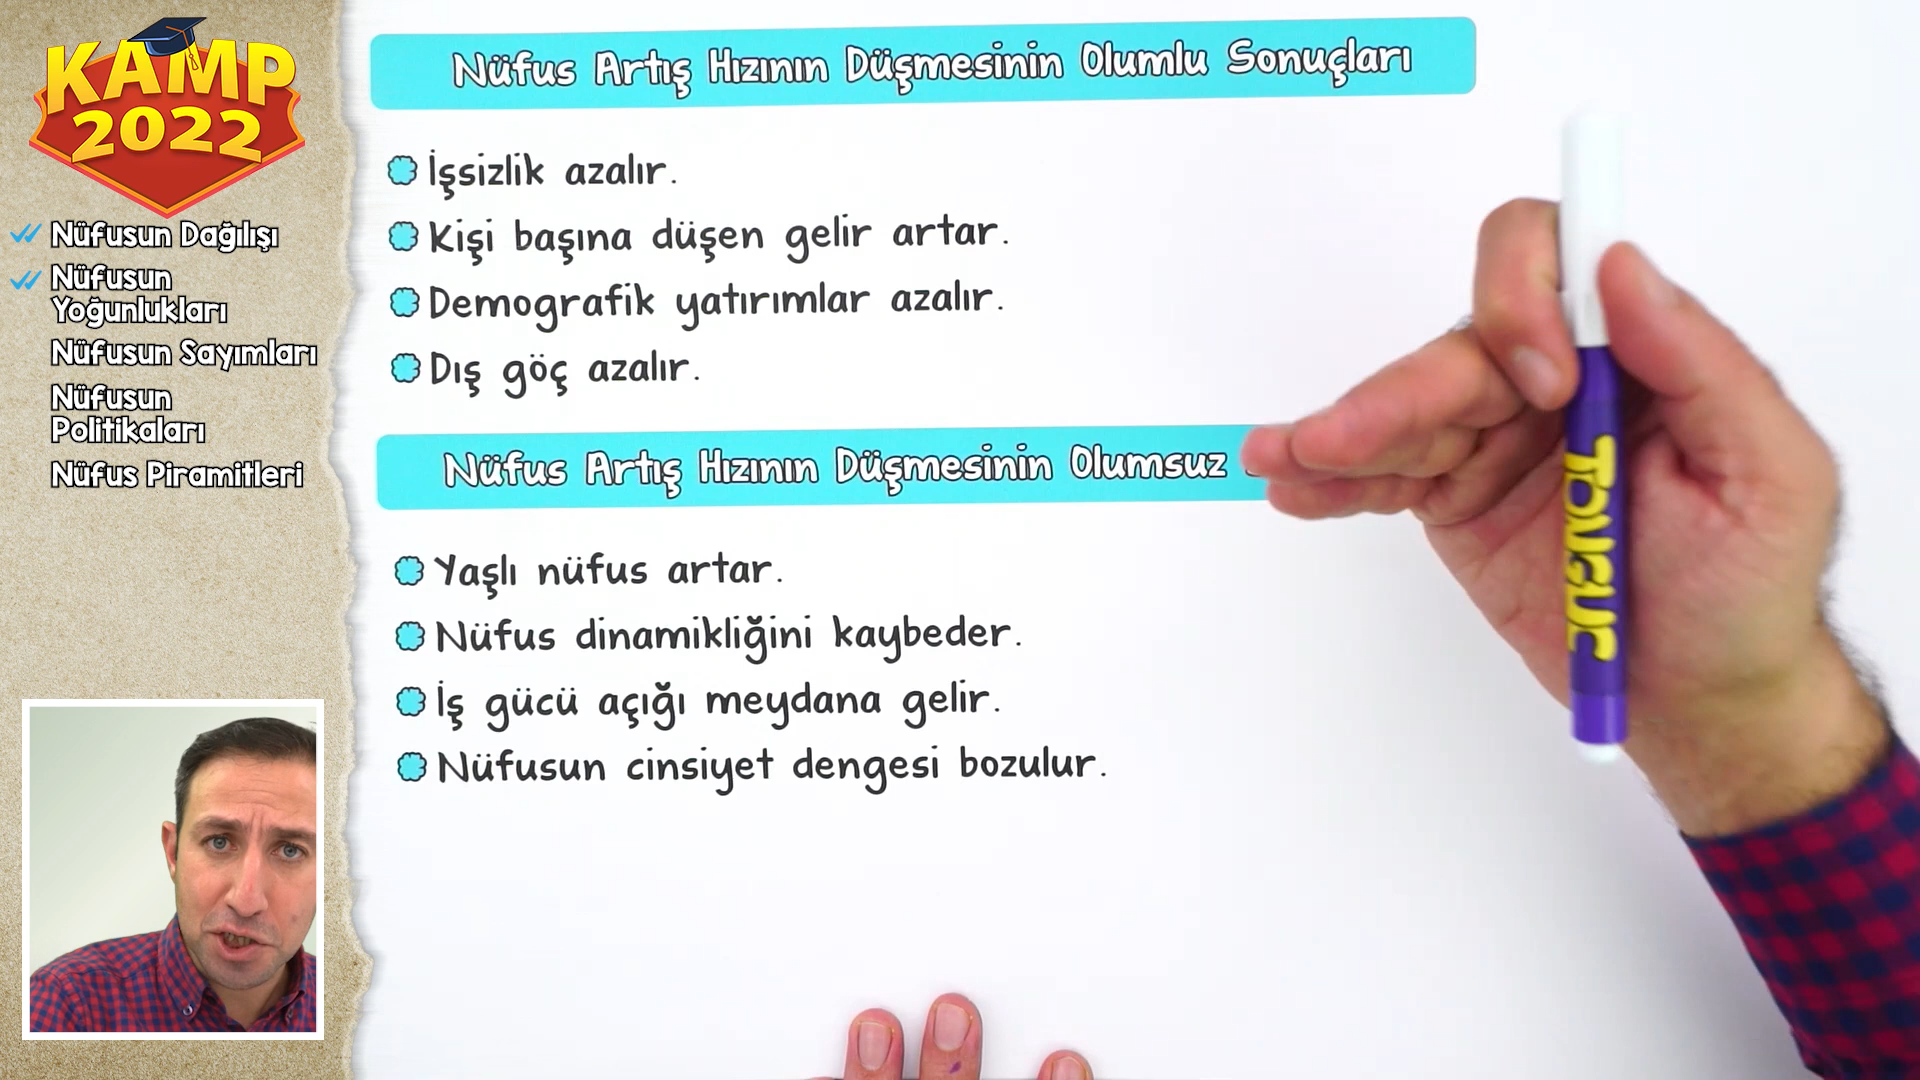 KAMP
2022
Nüfusun Dağılışı
Nüfusun
Yoğunlukları
Nüfusun Sayımları
Nüfusun
Politikaları
Nüfus Piramitleri
Nüfus Artış Hızının Düşmesinin Olumlu Sonuçları
İşsizlik azalır.
Kişi başına düşen gelir artar.
Demografik yatırımlar azalır.
Dış göç azalır.
Nüfus Artış Hızının Düşmesinin Olumsuz
Yaşlı nüfus artar.
Nüfus dinamikliğini kaybeder.
İş gücü açığı meydana gelir.
Nüfusun cinsiyet dengesi bozulur.
TONGUÇ